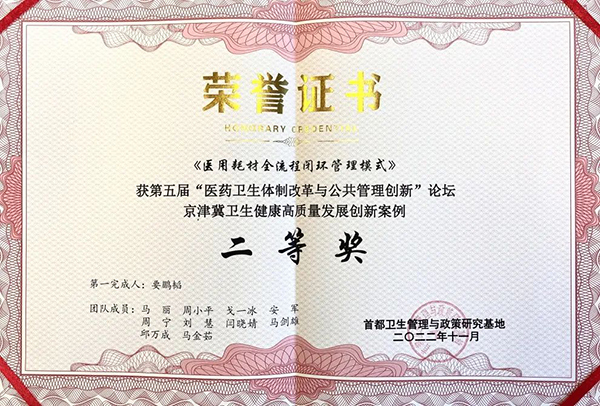 荣誉证书
HONORARY CREDENTIAL
《医用耗材全流程闭环管理模式》
获第五届“医药卫生体制改革与公共管理创新”论坛
京津冀卫生健康高质量发展创新案例
二等奖
第一完成人：要鹏韬
团队成员：马 丽 周小平 戈一冰 安 军
周 宁 刘 慧 闫晓婧 马剑雄
邱万成 马金茹
首都卫生管理与政策研究基地
二〇二二年十一月